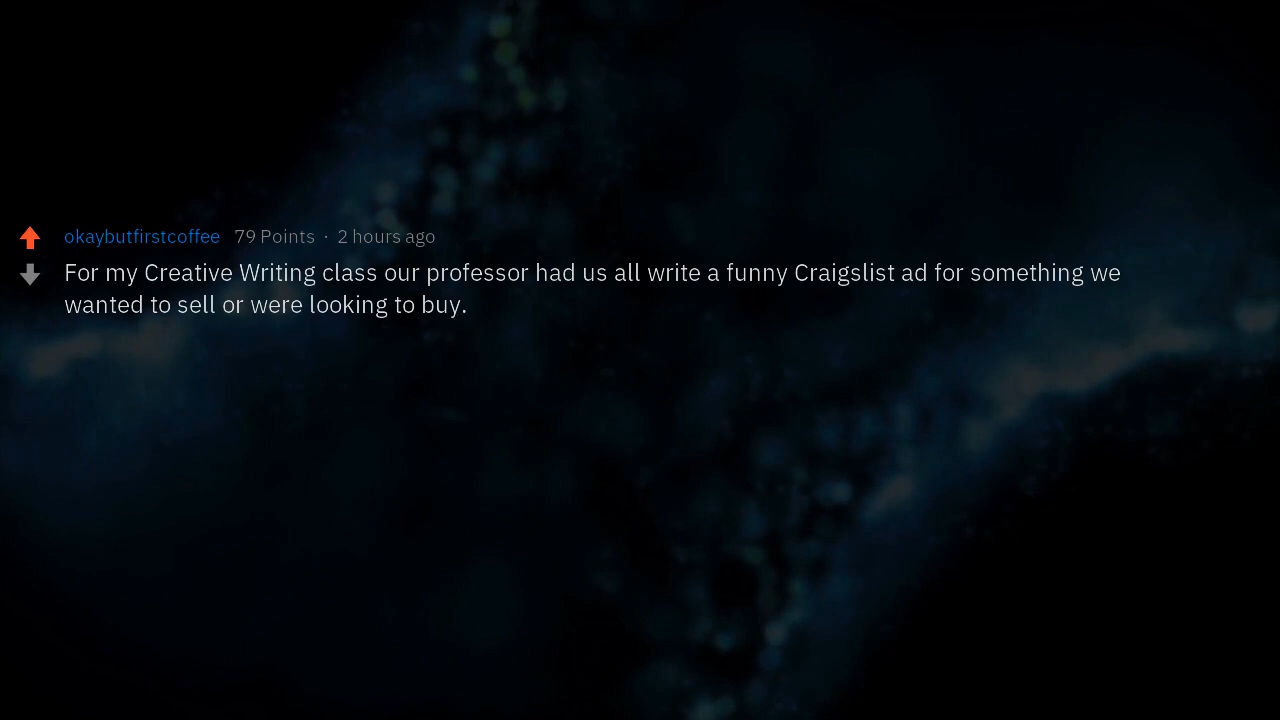 okaybutfirstcoffee 79 Points · 2 hours ago
For my Creative Writing class our professor had us all write a funny Craigslist ad for something we
wanted to sell or were looking to buy.